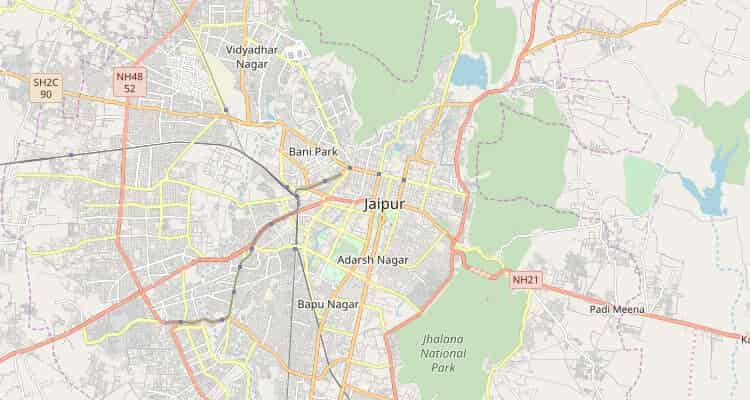 Vidyadhar
Nagar
NH48
52
SH2C
90
Bani Park
Jaipur
Adarsh Nagar
NH21
Bapu Nagar
Padi Meena
Jhalana
National
Park
Ka